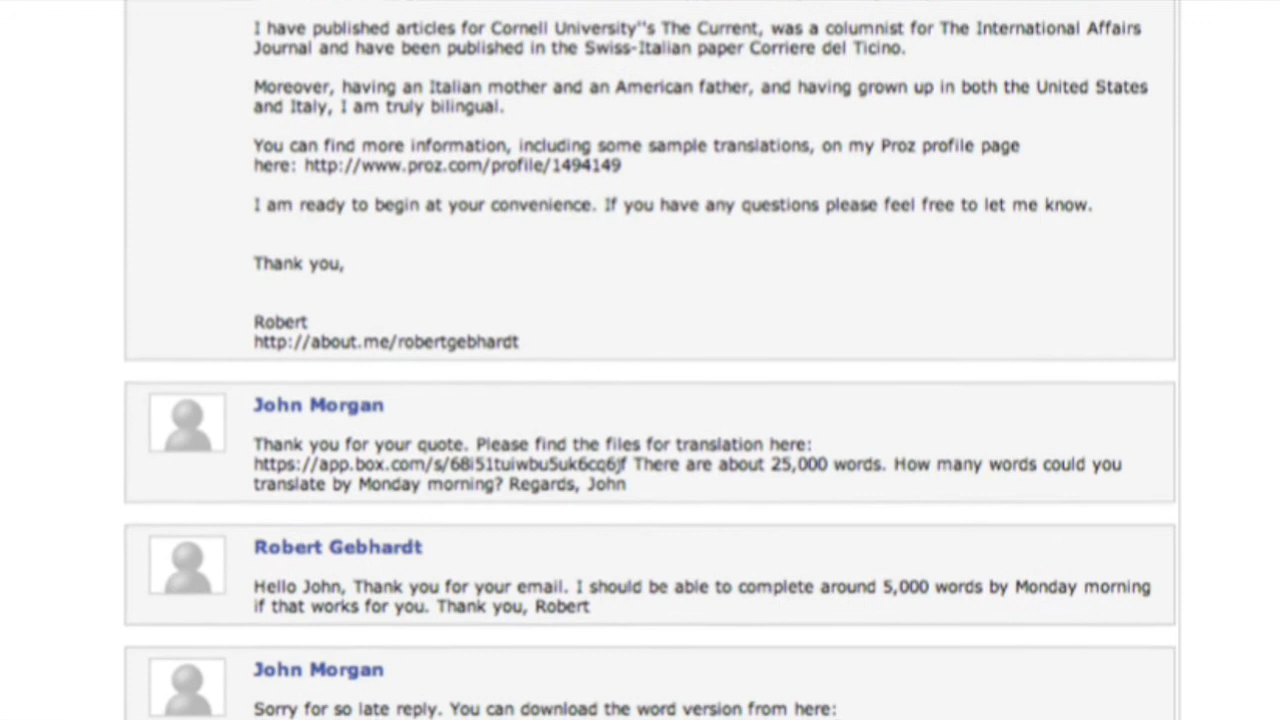 I have published articles for Cornell University''s The Current, was a columnist for The International Affairs
Journal and have been published in the Swiss-Italian paper Corriere del Ticino.
Moreover, having an Italian mother and an American father, and having grown up in both the United States
and Italy, I am truly bilingual.
You can find more information, including some sample translations, on my Proz profile page
here: http://www.proz.com/profile/1494149
I am ready to begin at your convenience. If you have any questions please feel free to let me know.
Thank you,
Robert
http://about.me/robertgebhardt
John Morgan
Thank you for your quote. Please find the files for translation here:
https://app.box.com/s/68i51tuiwbu5uk6cq6jf There are about 25,000 words. How many words could you
translate by Monday morning? Regards, John
Robert Gebhardt
Hello John, Thank you for your email. I should be able to complete around 5,000 words by Monday morning
if that works for you. Thank you, Robert
John Morgan
Sorry for so late reply. You can download the word version from here: